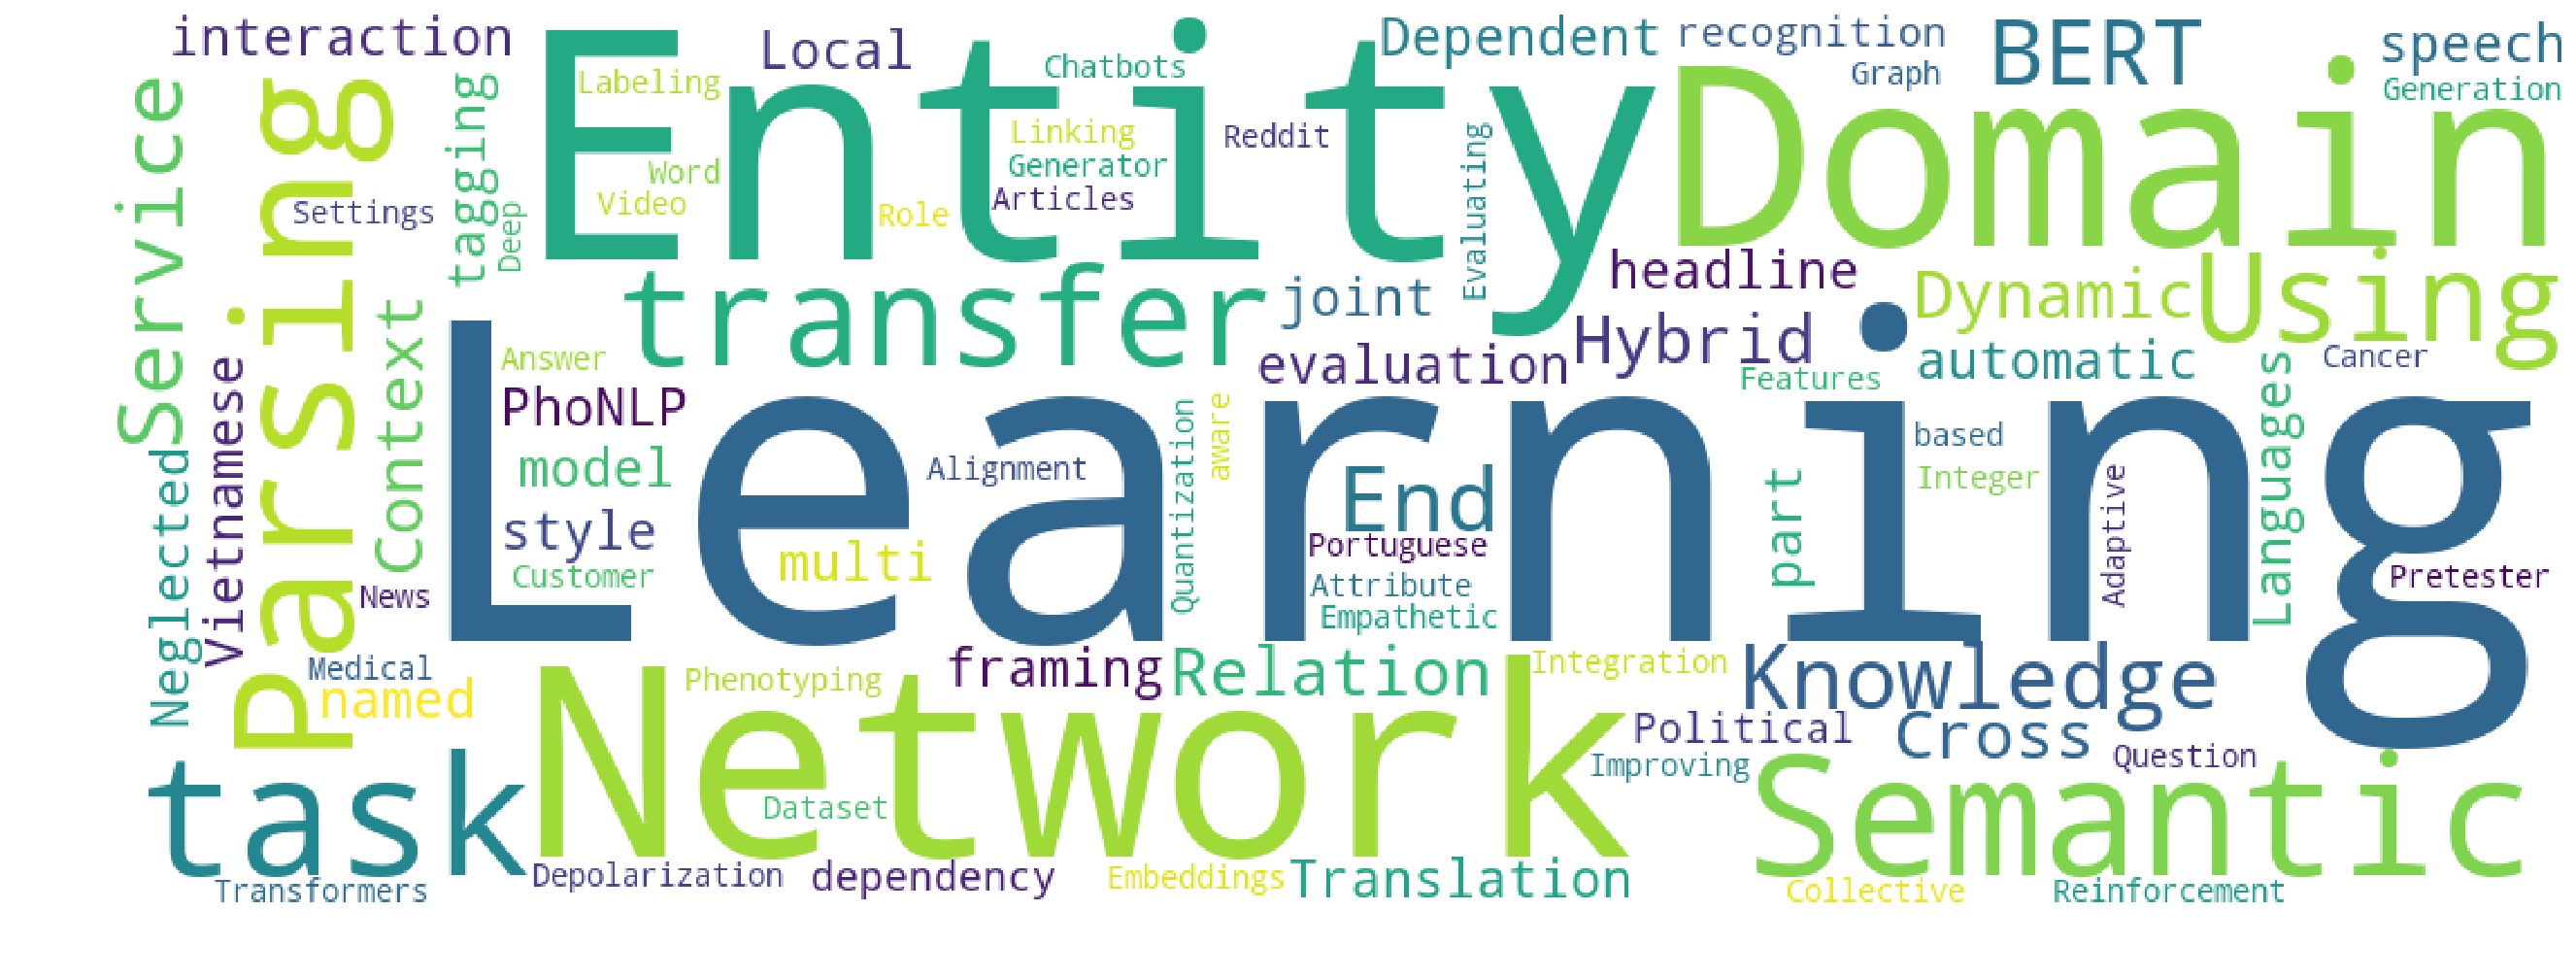 interaction
Local
Dependent
recognition
BERT
speech
Entity
Labeling
Chatbots
Graph
Generation
Domain
Service
Parsing
tagging
Linking
Reddit
Evaluating
Word
Generator
Video
Articles
Role
Settings
Deep
transfer
joint
headline
Dynamic
Using
Vietnamese
Context
Hybrid
automatic
Cancer
Answer
evaluation
Features
Languages
Learning
PhoNLP
Quantization
aware
based
Neglected
model
Alignment
End
part
Integer
Adaptive
style
Portuguese
multi
Customer
Attribute
Pretester
News
Empathetic
Medical
named
Phenotyping
framing
Relation
Integration
Knowledge
Network
Political
Cross
Question
Improving
task
Dataset
Semantic
Transformers
Depolarization
dependency
Embeddings
Translation
Collective
Reinforcement